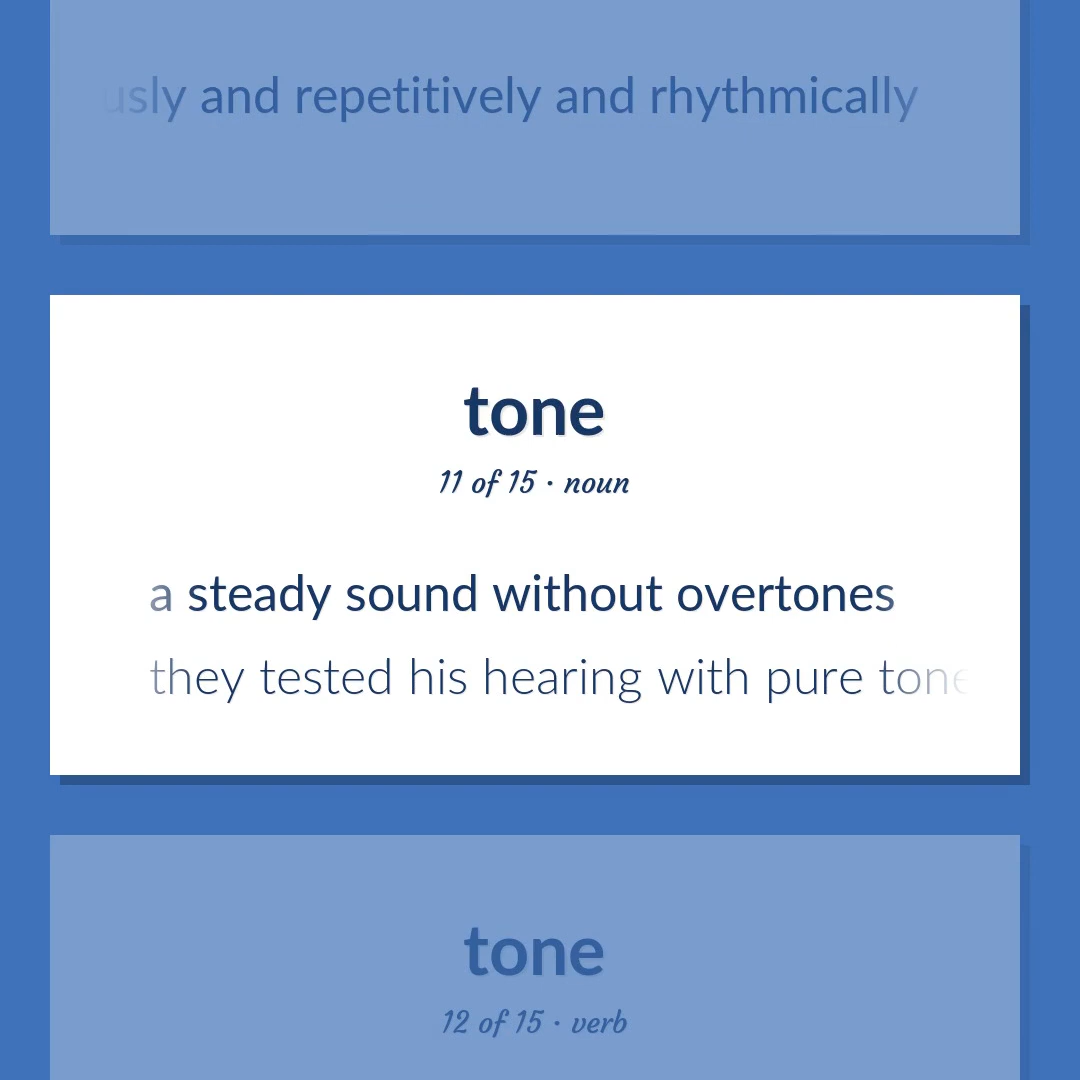 usly and repetitively and rhythmically
tone
11 of 15 · noun
a steady sound without overtones
they tested his hearing with pure tone
tone
12 of 15 · verb